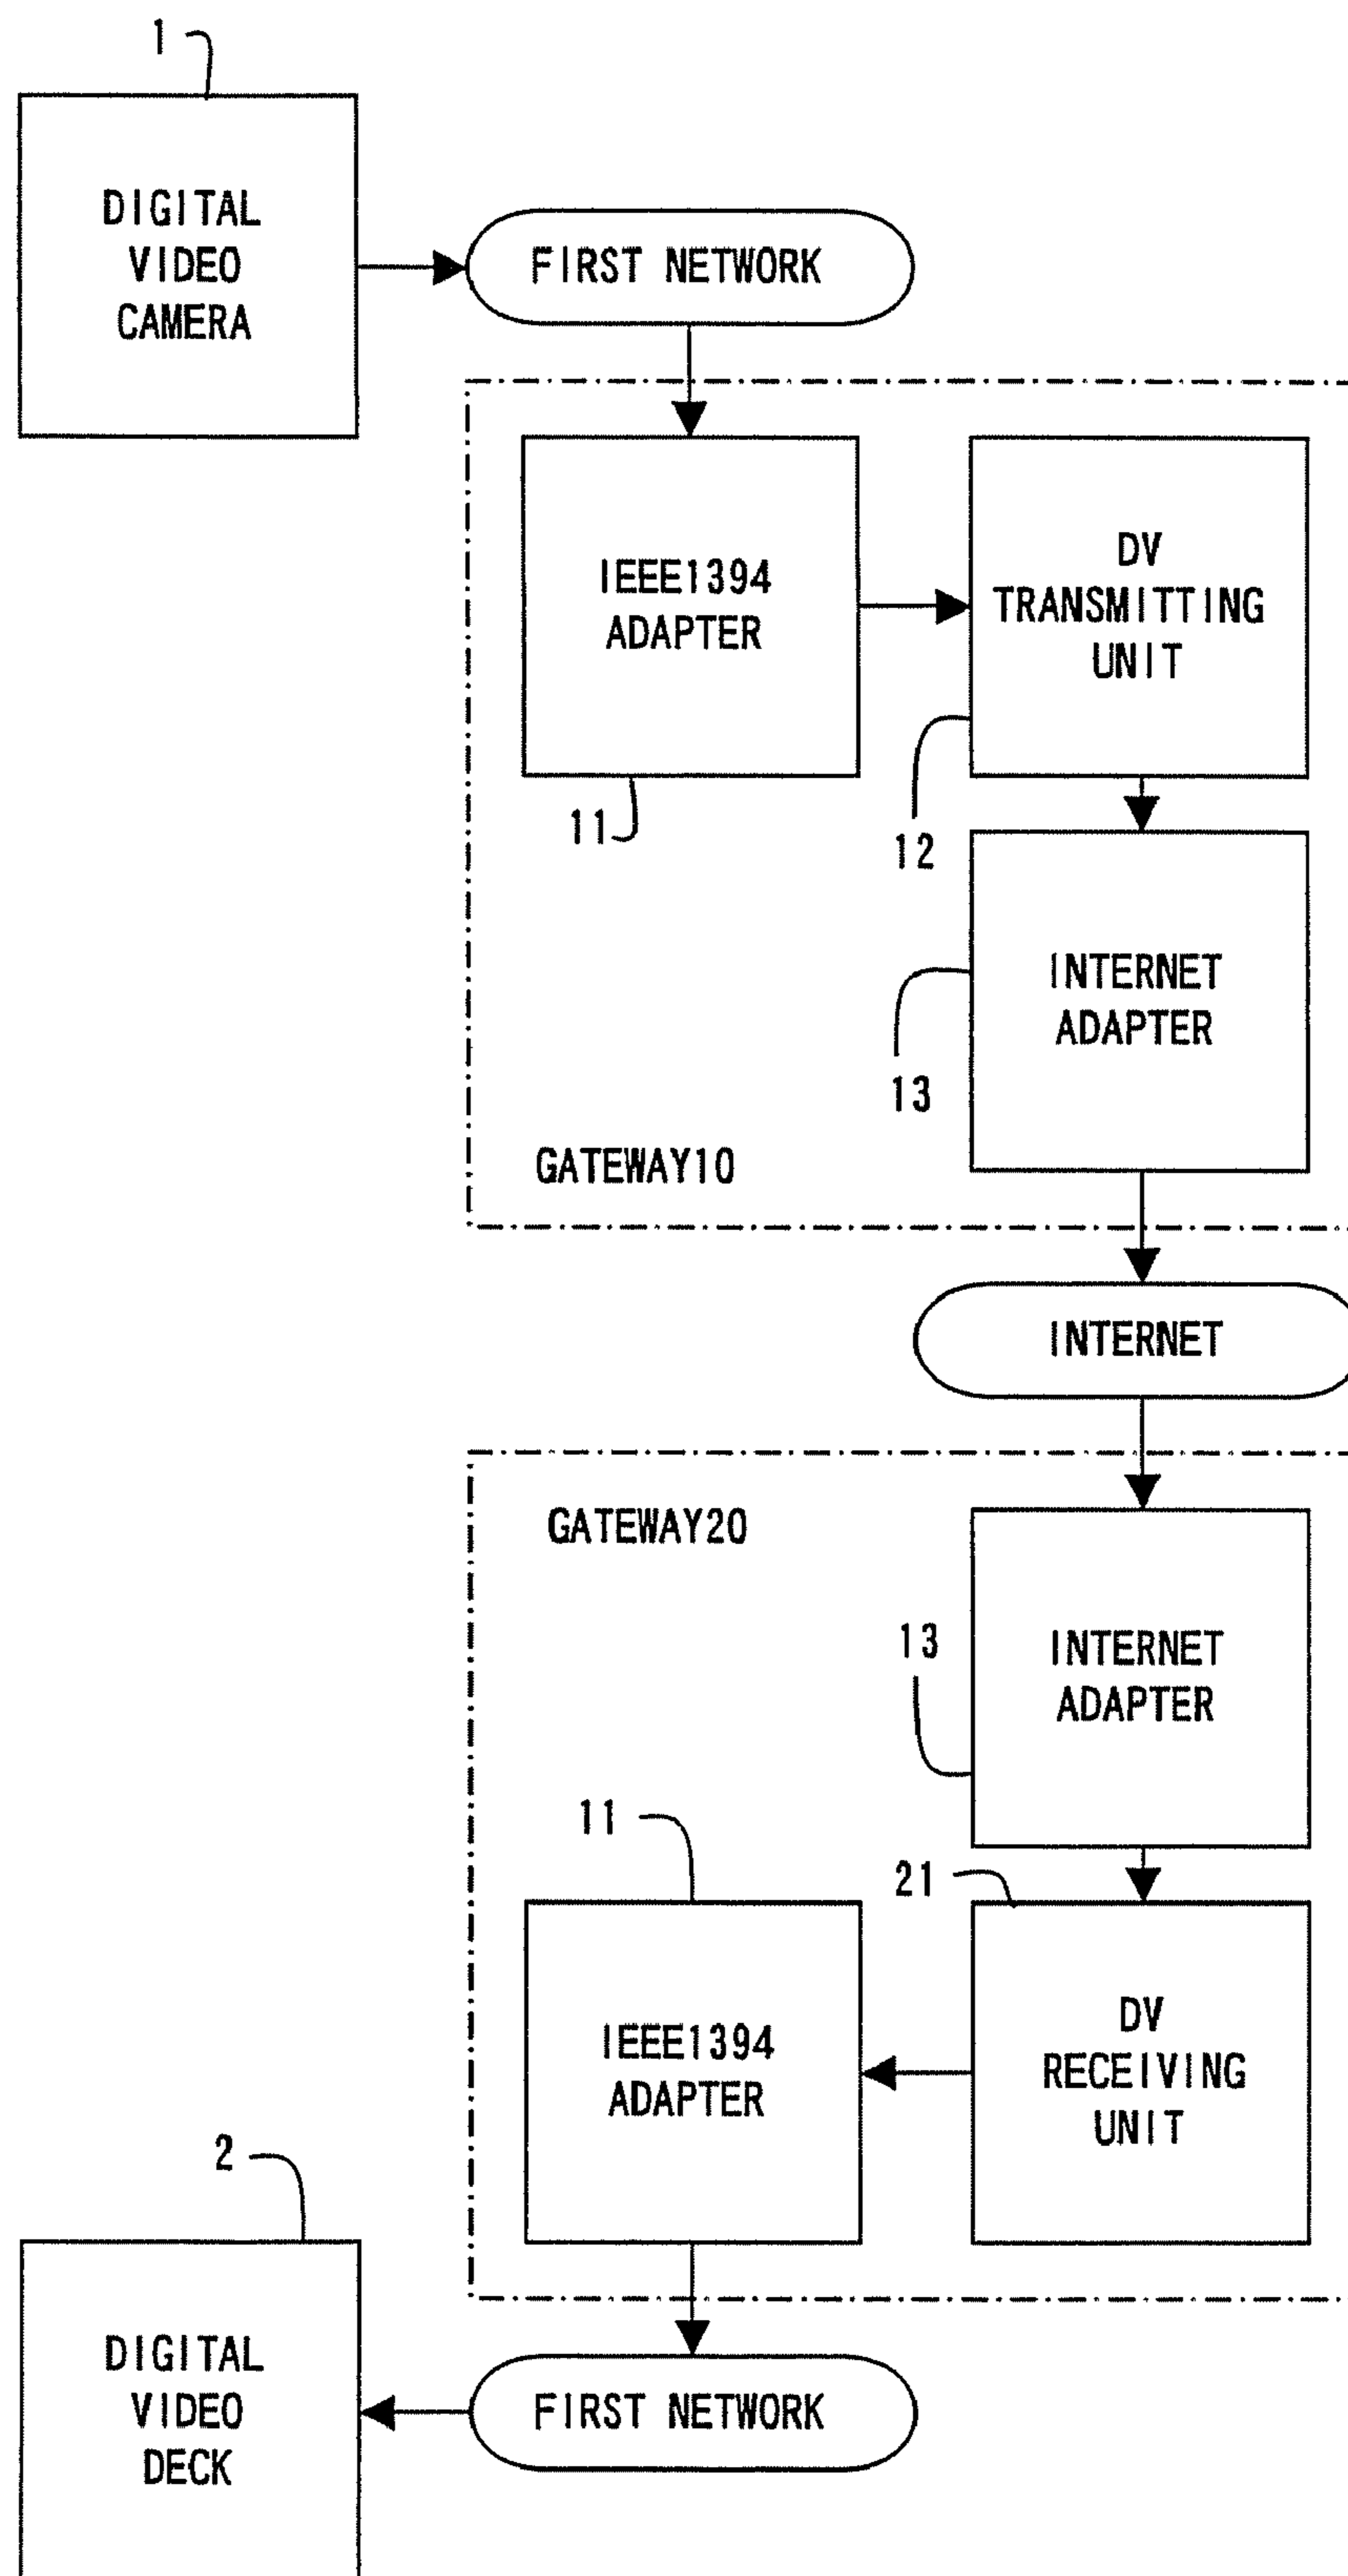 1
DIGITAL
VIDEO
CAMERA
FIRST NETWORK
IEEE1394
ADAPTER
11
DV
TRANSMITTING
UNIT
12
INTERNET
ADAPTER
13
GATEWAY10
INTERNET
GATEWAY20
13
INTERNET
ADAPTER
11
21
IEEE1394
ADAPTER
DV
RECEIVING
UNIT
2
DIGITAL
VIDEO
DECK
FIRST NETWORK